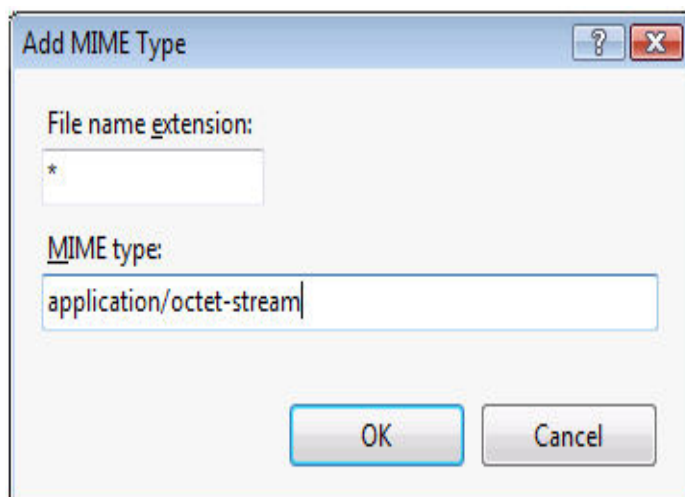 Add MIME Type
?
File name extension:
*
MIME type:
application/octet-stream
OK
Cancel